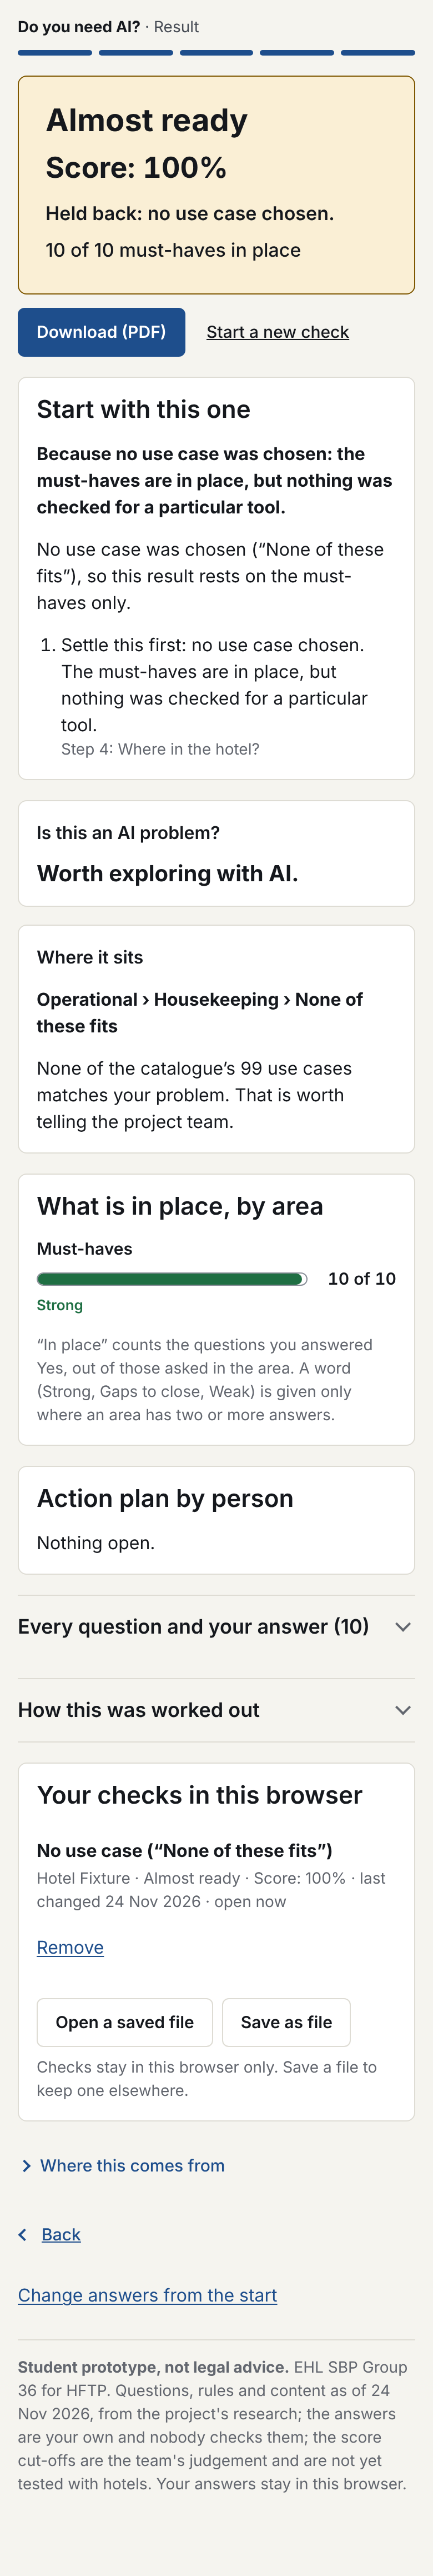 Do you need AI? · Result
Almost ready
Score: 100%
Held back: no use case chosen.
10 of 10 must-haves in place
Download (PDF)
Start a new check
Start with this one
Because no use case was chosen: the
must-haves are in place, but nothing was
checked for a particular tool.
No use case was chosen (“None of these
fits”), so this result rests on the must-
haves only.
1. Settle this first: no use case chosen.
The must-haves are in place, but
nothing was checked for a particular
tool.
Step 4: Where in the hotel?
Is this an AI problem?
Worth exploring with AI.
Where it sits
Operational › Housekeeping › None of
these fits
None of the catalogue’s 99 use cases
matches your problem. That is worth
telling the project team.
What is in place, by area
Must-haves
10 of 10
Strong
“In place” counts the questions you answered
Yes, out of those asked in the area. A word
(Strong, Gaps to close, Weak) is given only
where an area has two or more answers.
Action plan by person
Nothing open.
Every question and your answer (10)
How this was worked out
Your checks in this browser
No use case (“None of these fits”)
Hotel Fixture · Almost ready · Score: 100% · last
changed 24 Nov 2026 · open now
Remove
Open a saved file
Save as file
Checks stay in this browser only. Save a file to
keep one elsewhere.
Where this comes from
Back
Change answers from the start
Student prototype, not legal advice. EHL SBP Group
36 for HFTP. Questions, rules and content as of 24
Nov 2026, from the project's research; the answers
are your own and nobody checks them; the score
cut-offs are the team's judgement and are not yet
tested with hotels. Your answers stay in this browser.